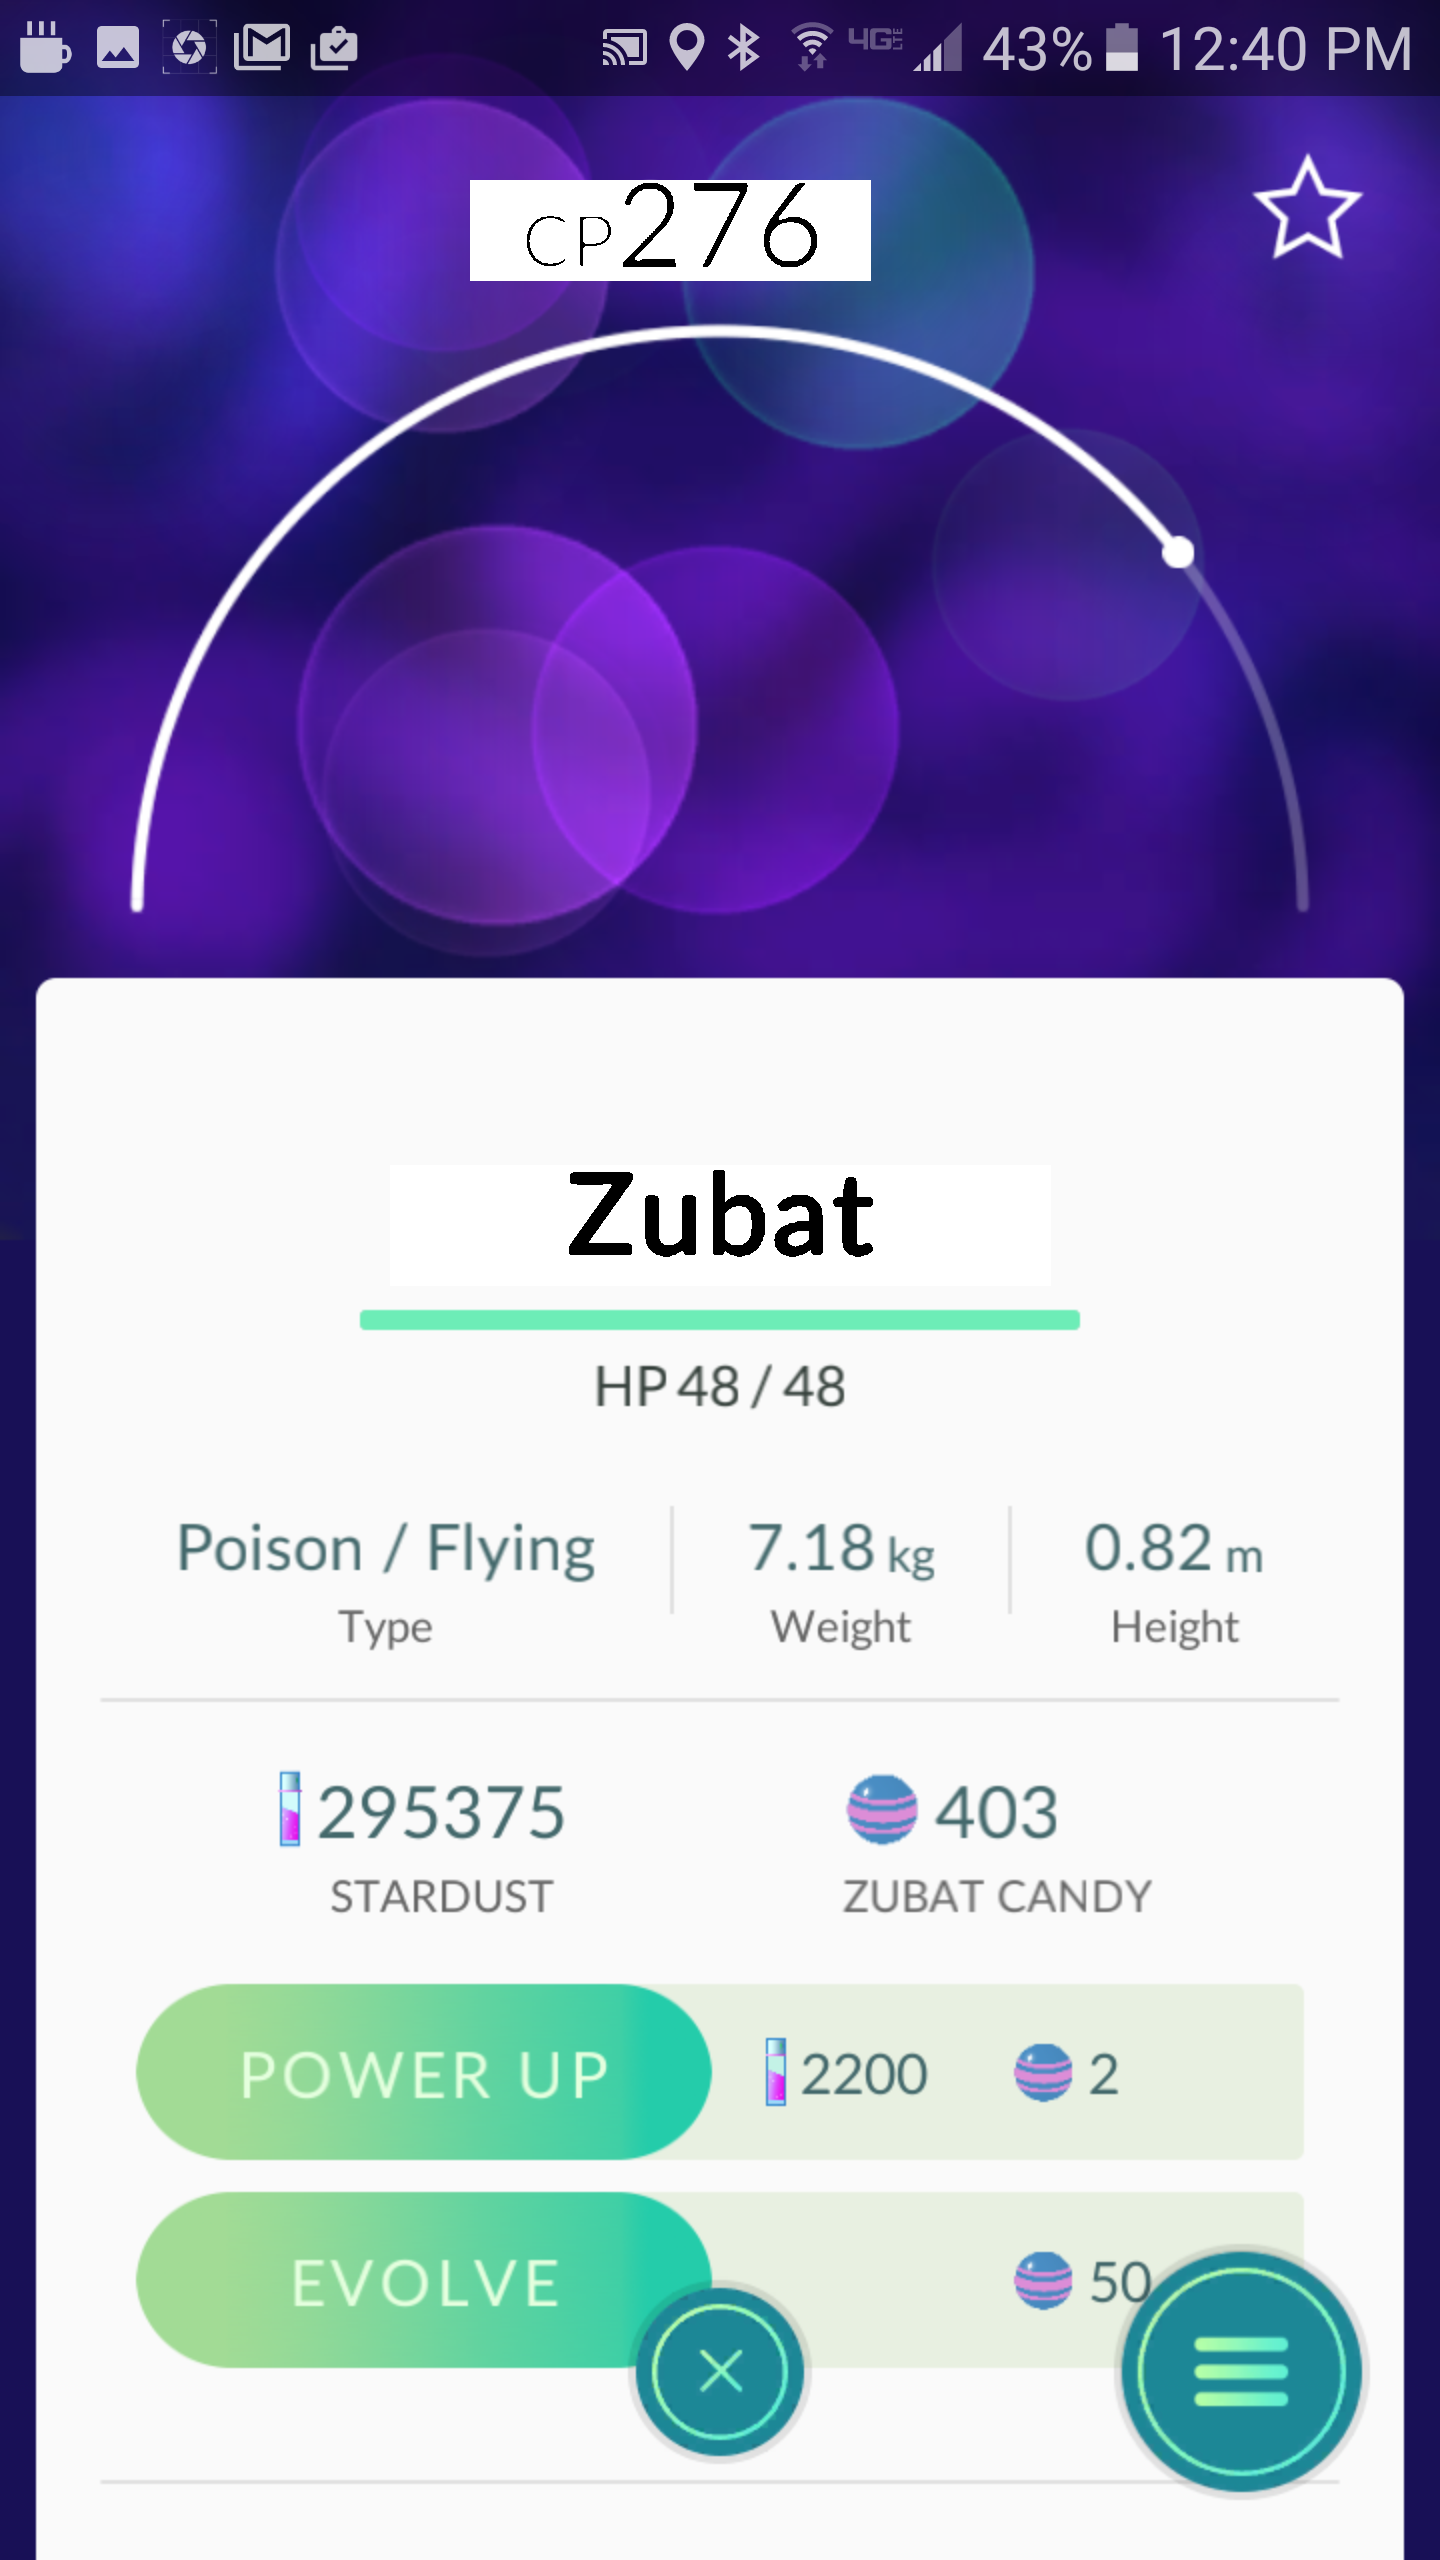 4G LTE 43% 12:40 PM
CP276
Zubat
HP 48 / 48
Poison / Flying 7.18 kg 0.82 m
Type Weight Height
295375 403
STARDUST ZUBAT CANDY
POWER UP 2200 2
EVOLVE 50